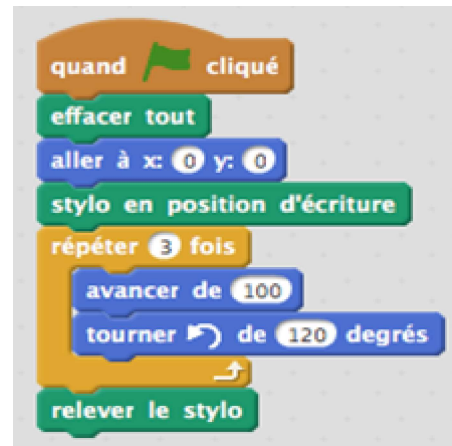 quand cliqué
effacer tout
aller à x: 0 y: 0
stylo en position d'écriture
répéter 3 fois
avancer de 100
tourner de 120 degrés
relever le stylo